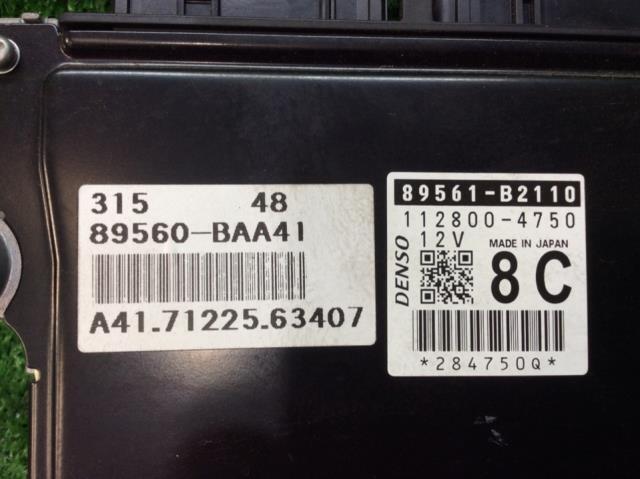 315 48
89560-BAA41
A41.71225.63407
89561-B2110
112800-4750
12V MADE IN JAPAN
DENSO
8C
*284750Q*